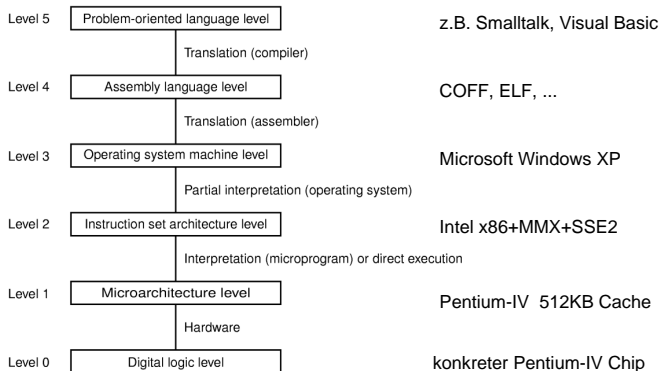 Level 5 Problem-oriented language level z.B. Smalltalk, Visual Basic
Translation (compiler)
Level 4 Assembly language level COFF, ELF, ...
Translation (assembler)
Level 3 Operating system machine level Microsoft Windows XP
Partial interpretation (operating system)
Level 2 Instruction set architecture level Intel x86+MMX+SSE2
Interpretation (microprogram) or direct execution
Level 1 Microarchitecture level Pentium-IV 512KB Cache
Hardware
Level 0 Digital logic level konkreter Pentium-IV Chip